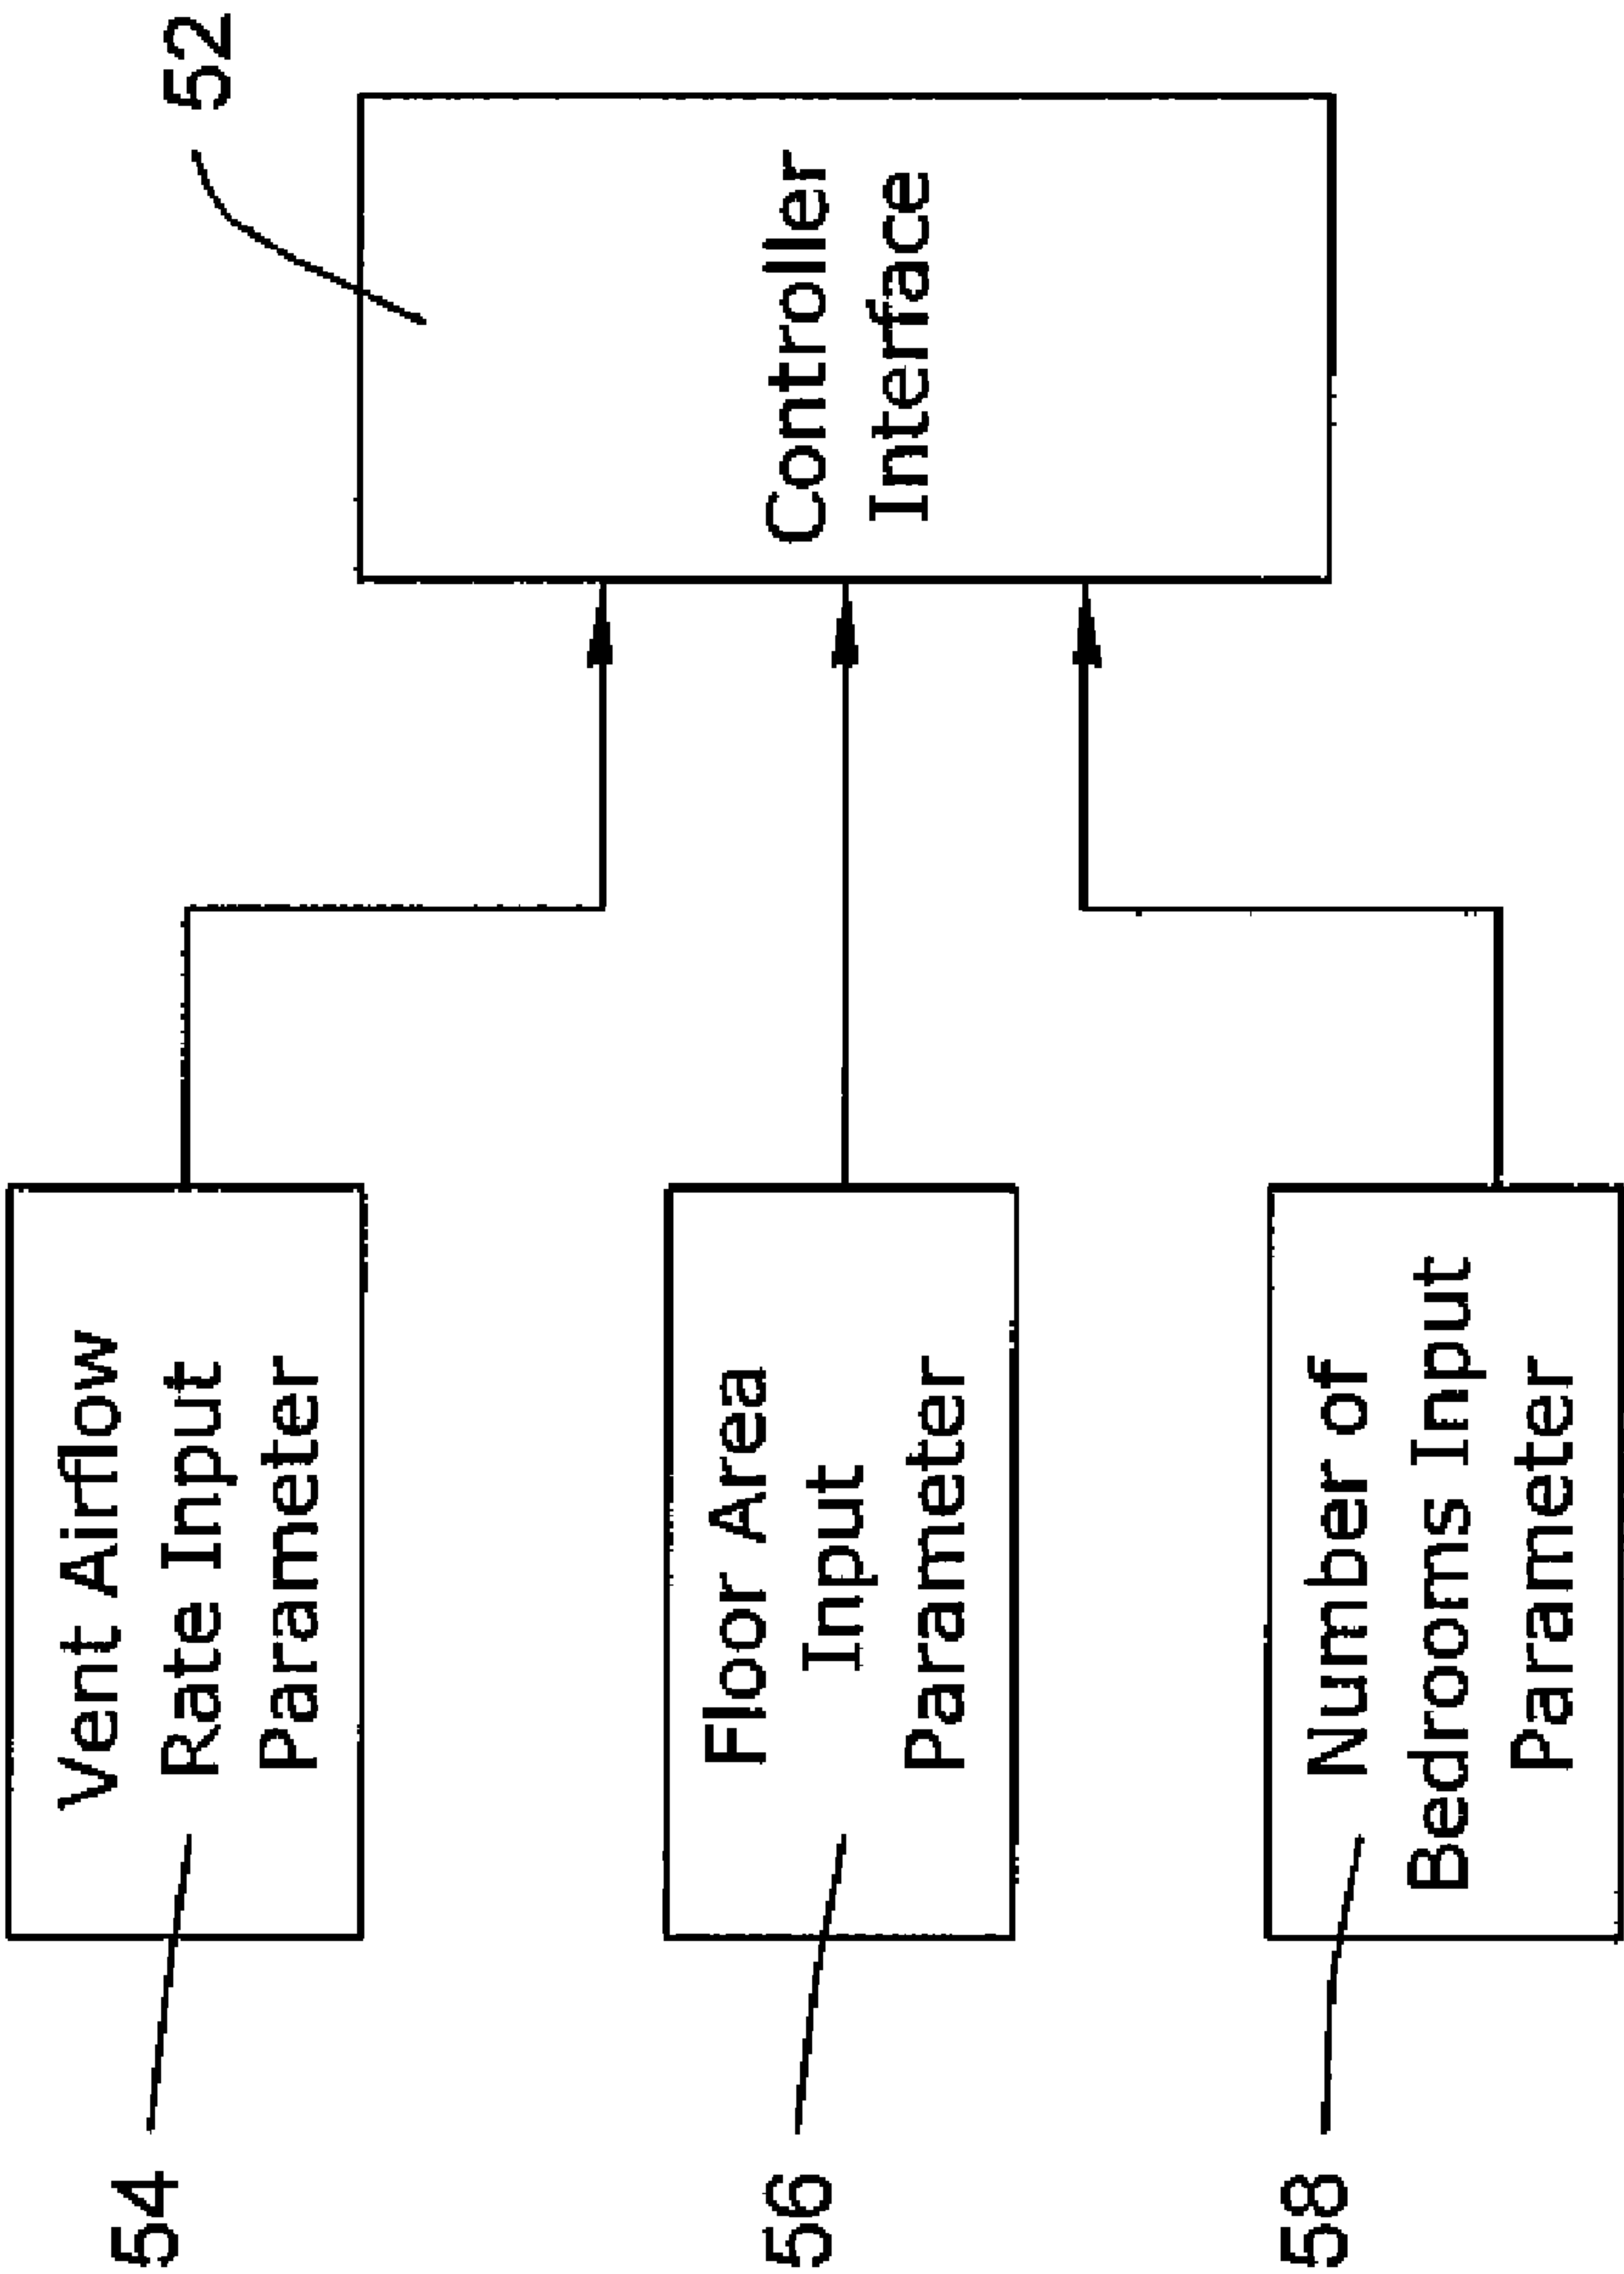 54
Vent Airflow
Rate Input
Parameter
52
Controller
Interface
56
Floor Area
Input
Parameter
58
Number of
Bedrooms Input
Parameter